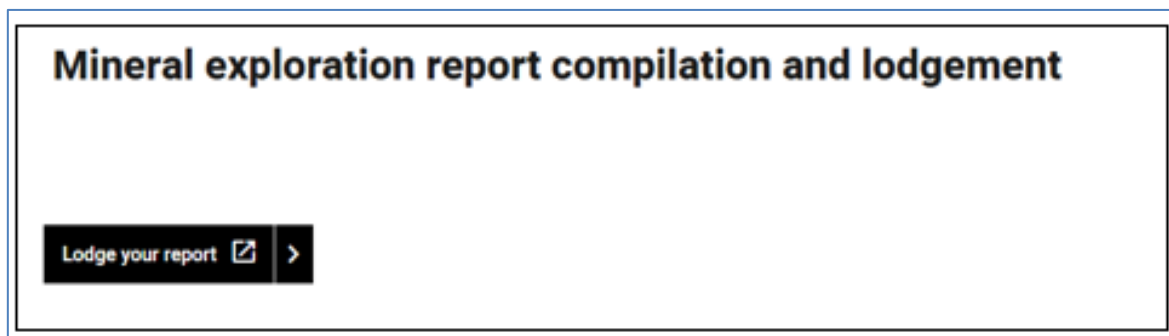 Mineral exploration report compilation and lodgement
Lodge your report